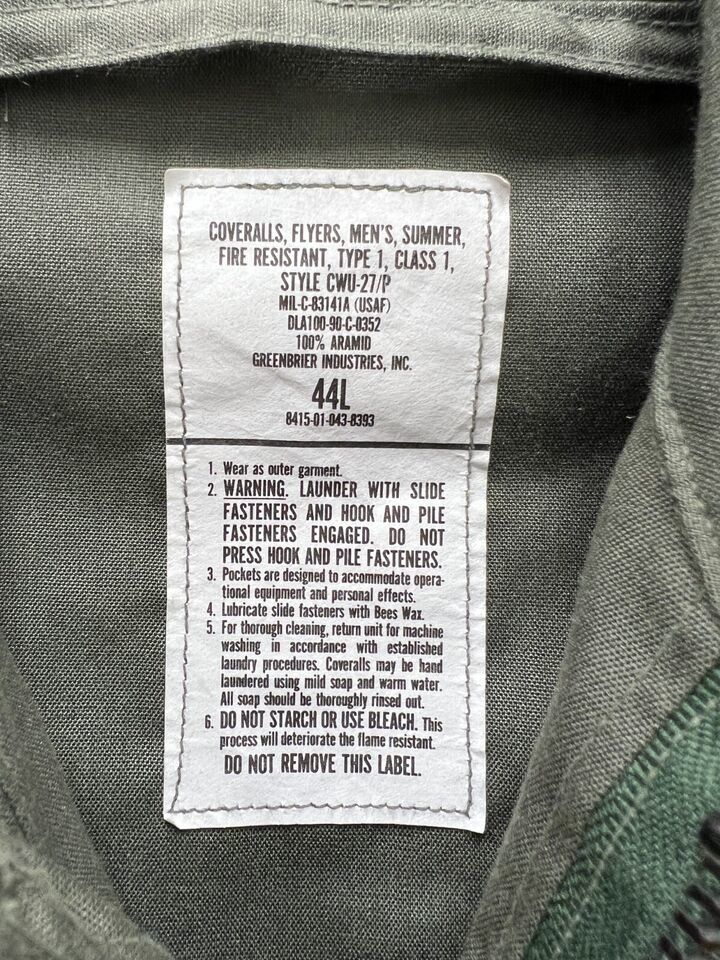 COVERALLS, FLYERS, MEN'S, SUMMER,
FIRE RESISTANT, TYPE 1, CLASS 1,
STYLE CWU-27/P
MIL-C-83141A (USAF)
DLA100-90-C-0352
100% ARAMID
GREENBRIER INDUSTRIES, INC.
44L
8415-01-043-8393
1. Wear as outer garment.
2. WARNING. LAUNDER WITH SLIDE
FASTENERS AND HOOK AND PILE
FASTENERS ENGAGED. DO NOT
PRESS HOOK AND PILE FASTENERS.
3. Pockets are designed to accommodate opera-
tional equipment and personal effects.
4. Lubricate slide fasteners with Bees Wax.
5. For thorough cleaning, return unit for machine
washing in accordance with established
laundry procedures. Coveralls may be hand
laundered using mild soap and warm water.
All soap should be thoroughly rinsed out.
6. DO NOT STARCH OR USE BLEACH. This
process will deteriorate the flame resistant.
DO NOT REMOVE THIS LABEL.